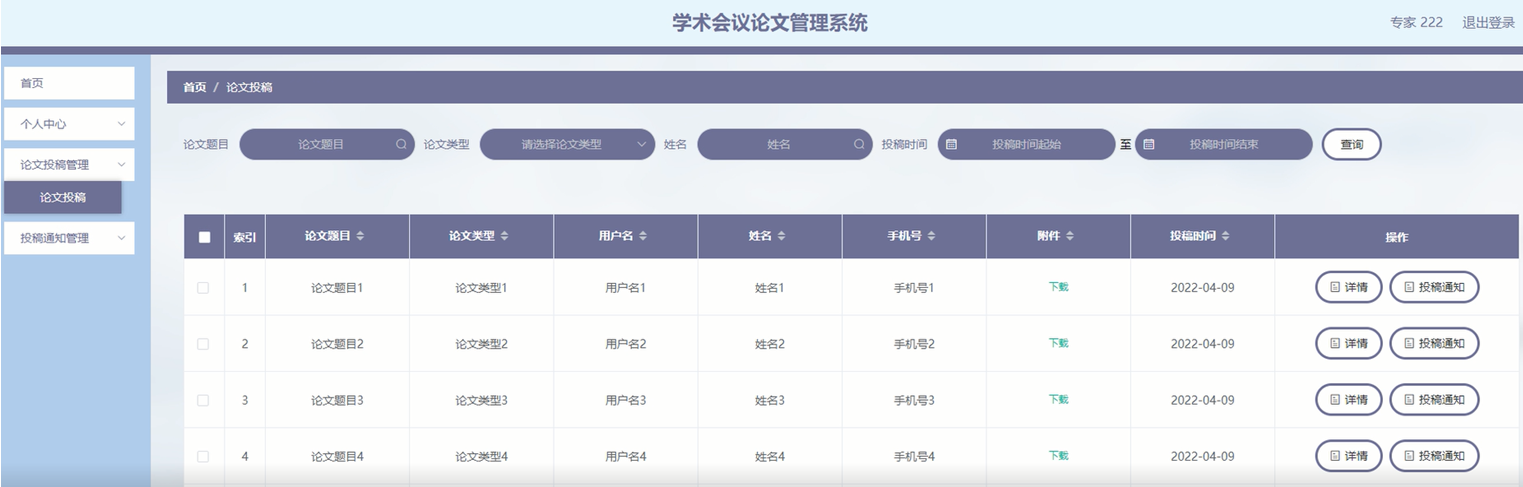 学术会议论文管理系统
专家 222 退出登录
首页
个人中心
论文投稿管理
论文投稿
投稿通知管理
首页 / 论文投稿
论文题目 论文题目 论文类型 请选择论文类型 姓名 姓名 投稿时间 投稿时间起始 至 投稿时间结束 查询
索引 论文题目 论文类型 用户名 姓名 手机号 附件 投稿时间 操作
1 论文题目1 论文类型1 用户名1 姓名1 手机号1 下载 2022-04-09 详情 投稿通知
2 论文题目2 论文类型2 用户名2 姓名2 手机号2 下载 2022-04-09 详情 投稿通知
3 论文题目3 论文类型3 用户名3 姓名3 手机号3 下载 2022-04-09 详情 投稿通知
4 论文题目4 论文类型4 用户名4 姓名4 手机号4 下载 2022-04-09 详情 投稿通知